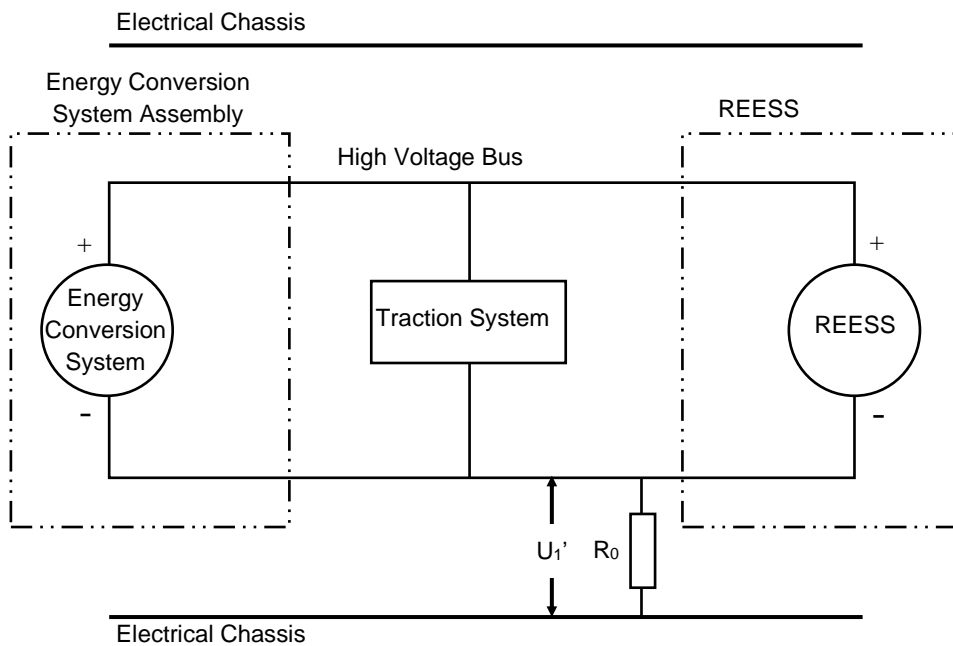 Electrical Chassis
Energy Conversion
System Assembly
REESS
High Voltage Bus
+
+
Energy
Conversion
System
Traction System
REESS
-
-
U₁’
R₀
Electrical Chassis